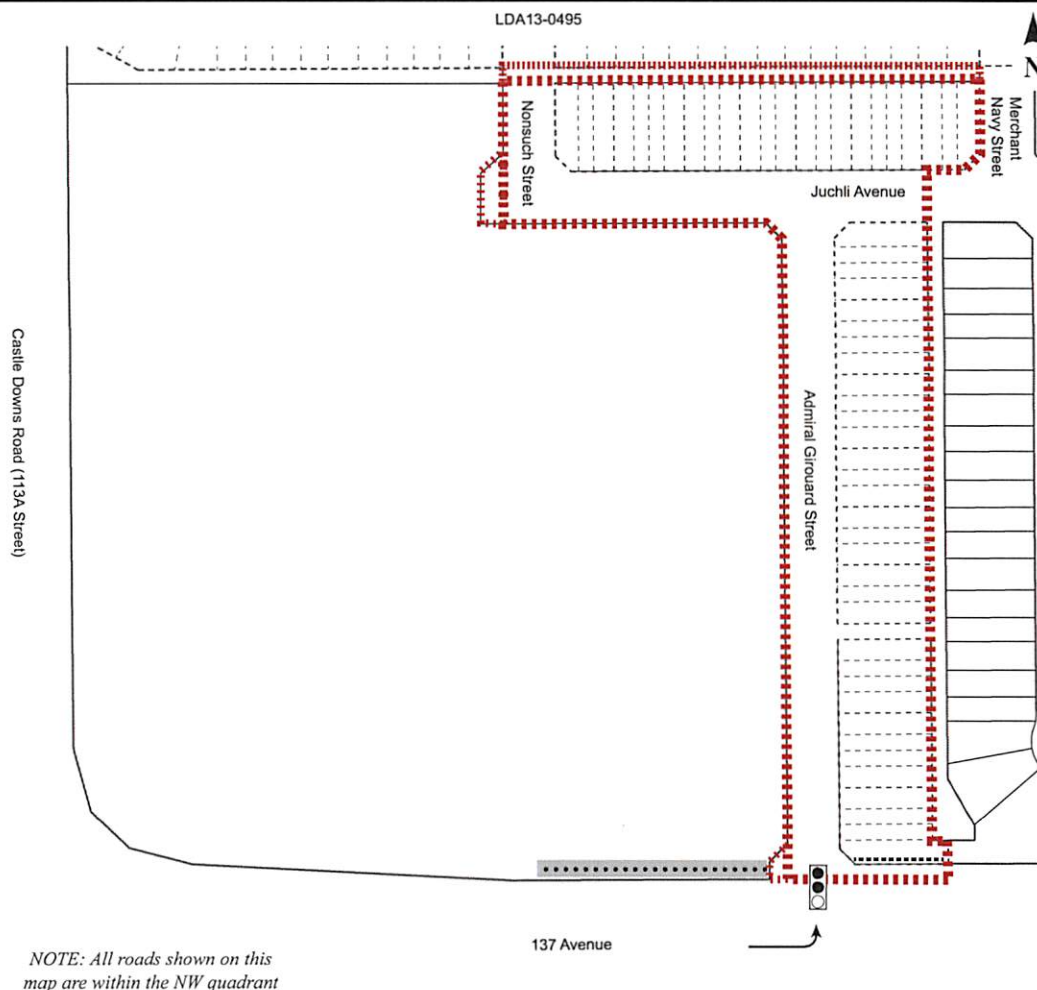 LDA13-0495
N
Merchant
Navy Street
Nonsuch Street
Juchli Avenue
Castle Downs Road (113A Street)
Admiral Girouard Street
137 Avenue
NOTE: All roads shown on this
map are within the NW quadrant